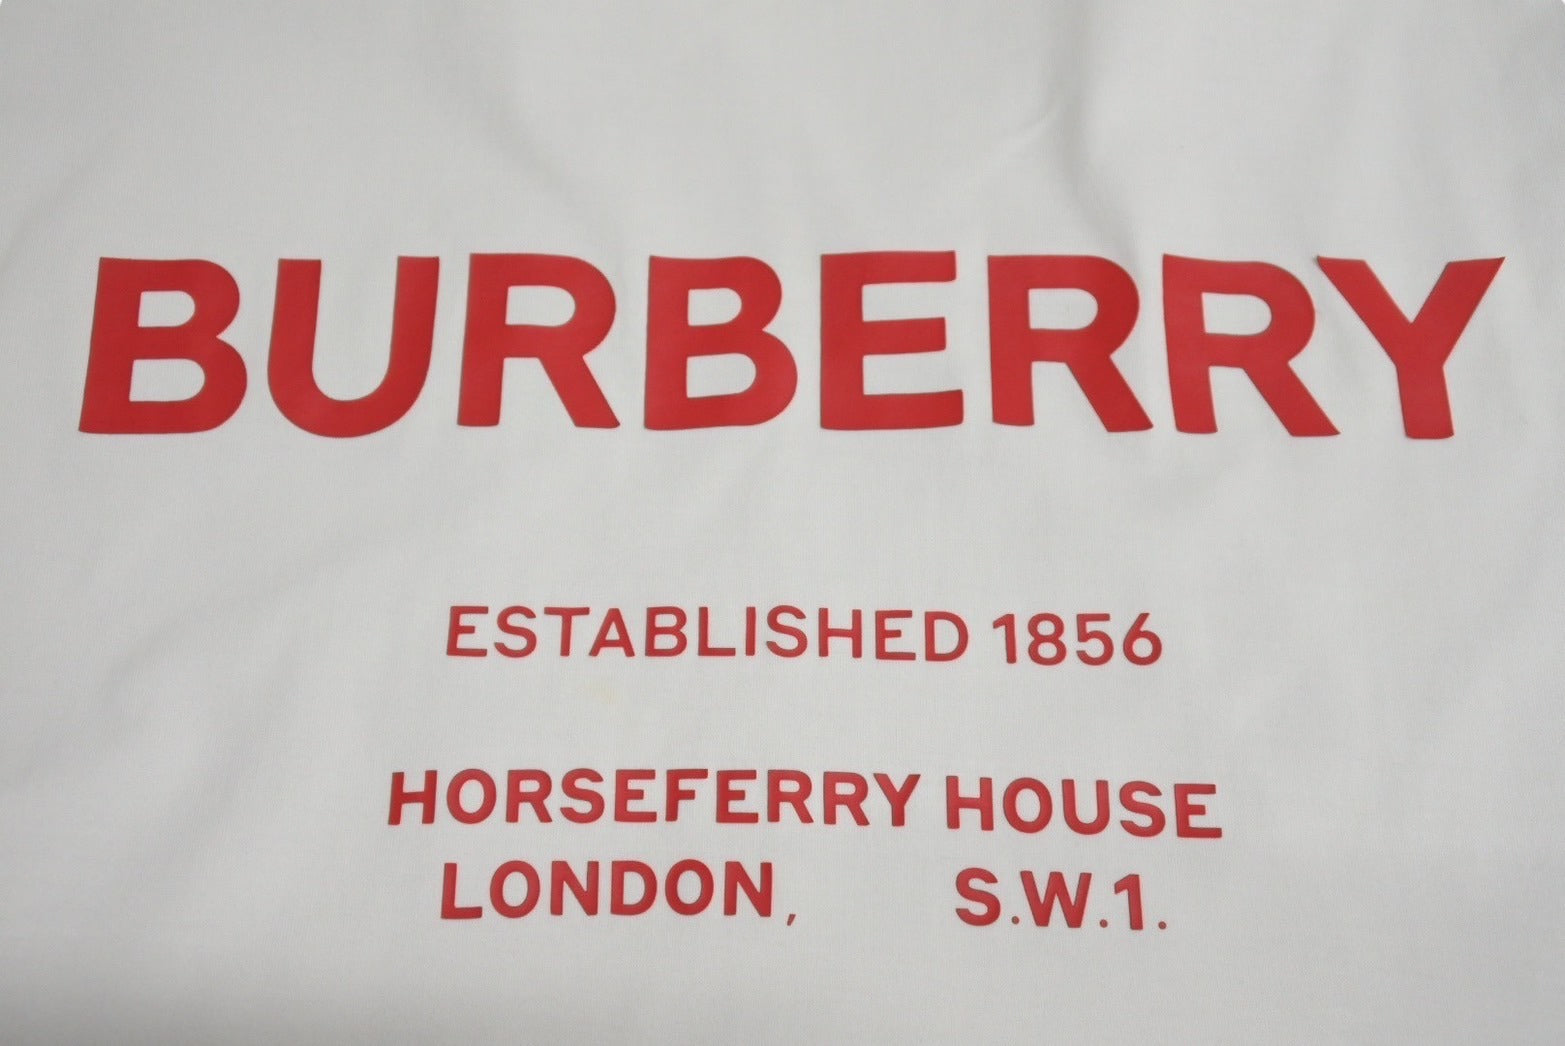 BURBERRY
ESTABLISHED 1856
HORSEFERRY HOUSE
LONDON, S.W.1.